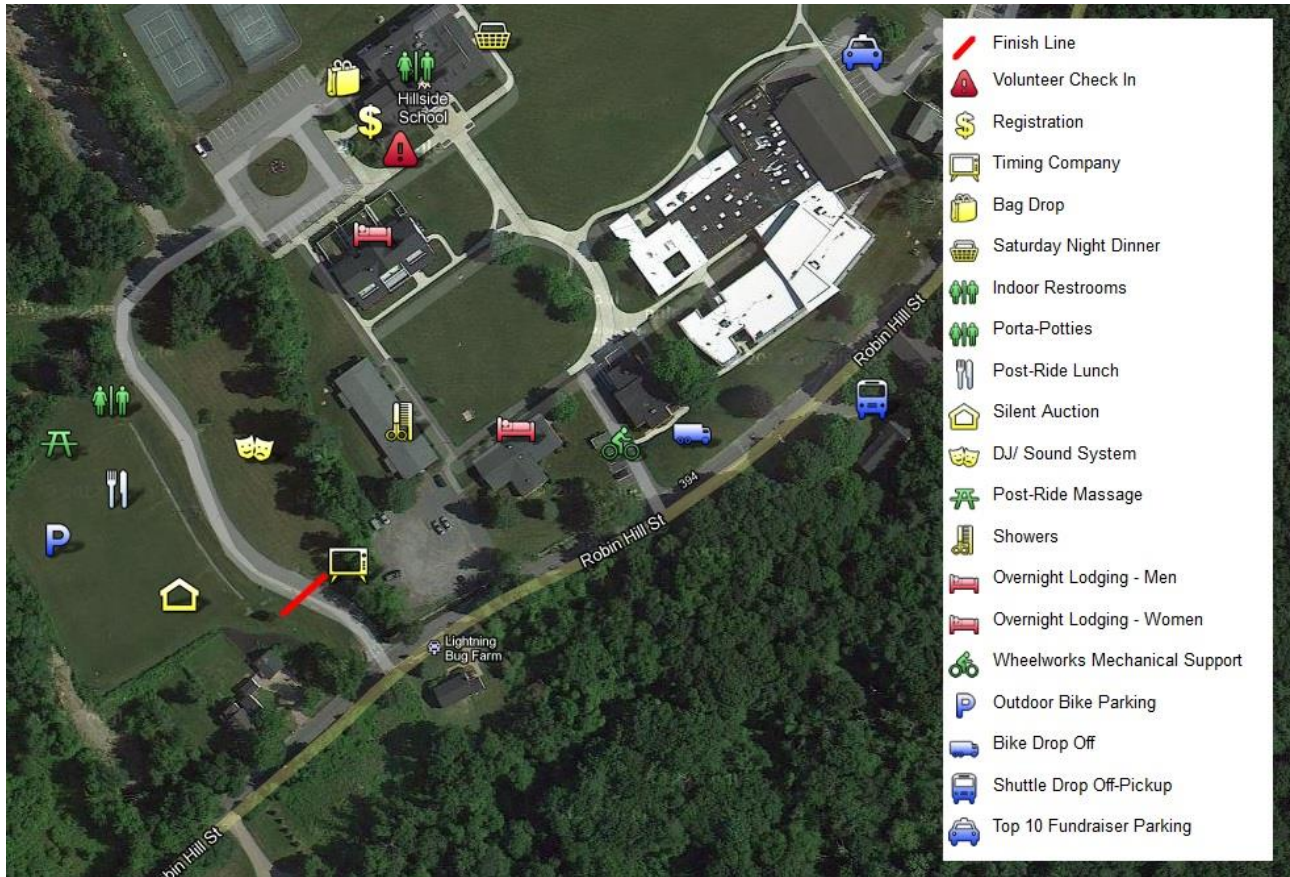 Hillside
School
Robin Hill St
394
Robin Hill St
Lightning
Bug Farm
bin Hill St
Finish Line
Volunteer Check In
Registration
Timing Company
Bag Drop
Saturday Night Dinner
Indoor Restrooms
Porta-Potties
Post-Ride Lunch
Silent Auction
DJ/ Sound System
Post-Ride Massage
Showers
Overnight Lodging - Men
Overnight Lodging - Women
Wheelworks Mechanical Support
Outdoor Bike Parking
Bike Drop Off
Shuttle Drop Off-Pickup
Top 10 Fundraiser Parking
$
P